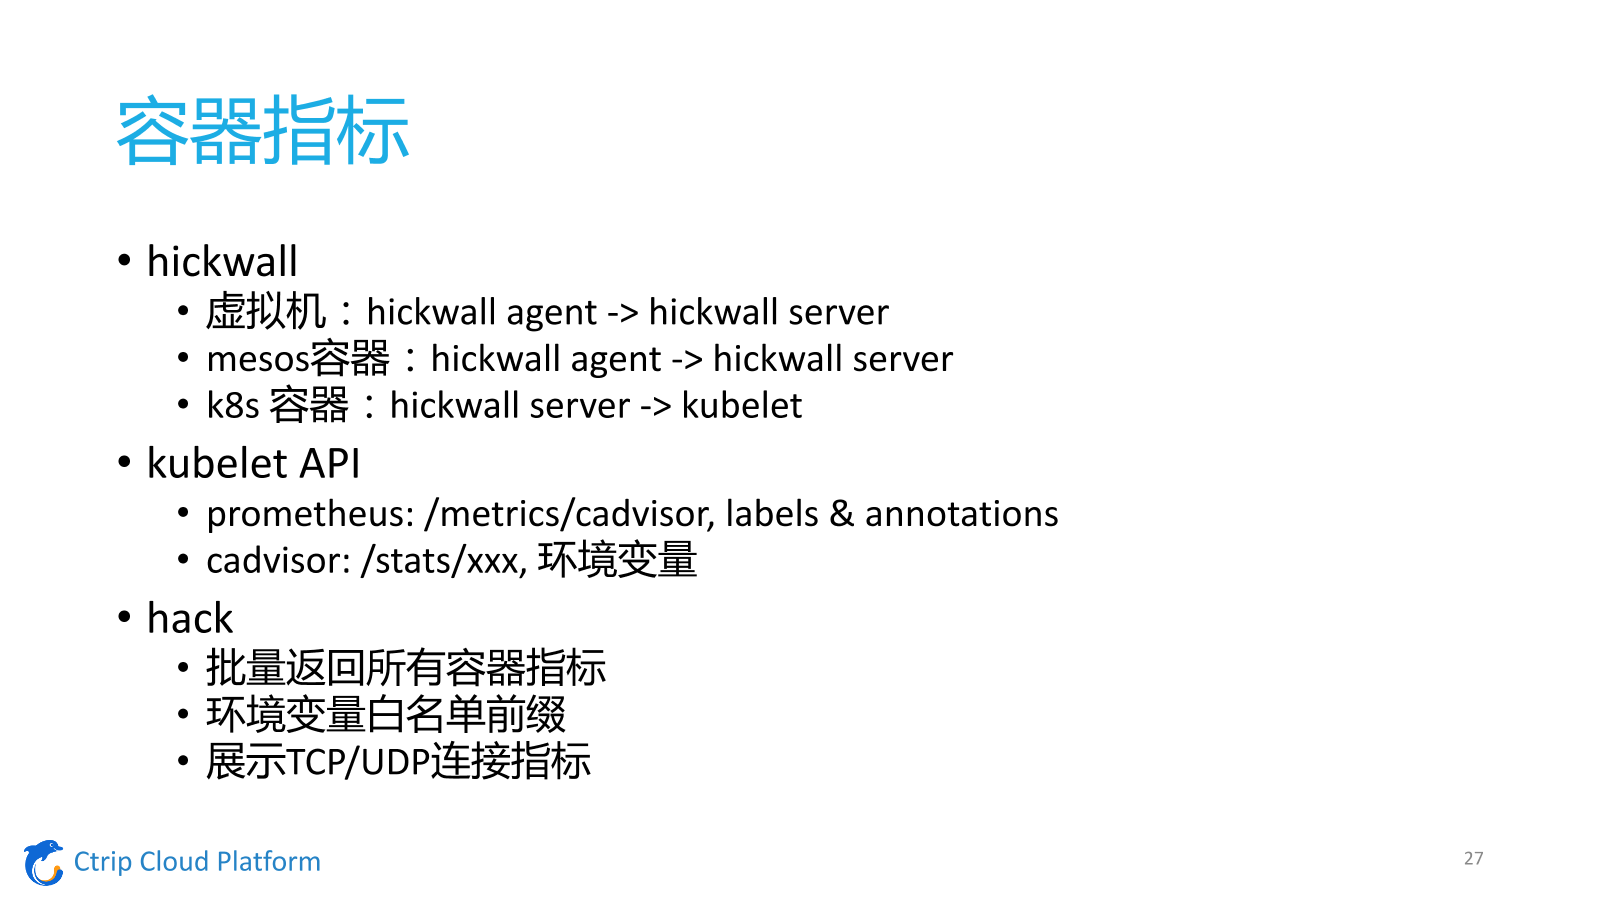 容器指标
• hickwall
• 虚拟机：hickwall agent -> hickwall server
• mesos容器：hickwall agent -> hickwall server
• k8s 容器：hickwall server -> kubelet
• kubelet API
• prometheus: /metrics/cadvisor, labels & annotations
• cadvisor: /stats/xxx, 环境变量
• hack
• 批量返回所有容器指标
• 环境变量白名单前缀
• 展示TCP/UDP连接指标
Ctrip Cloud Platform
27